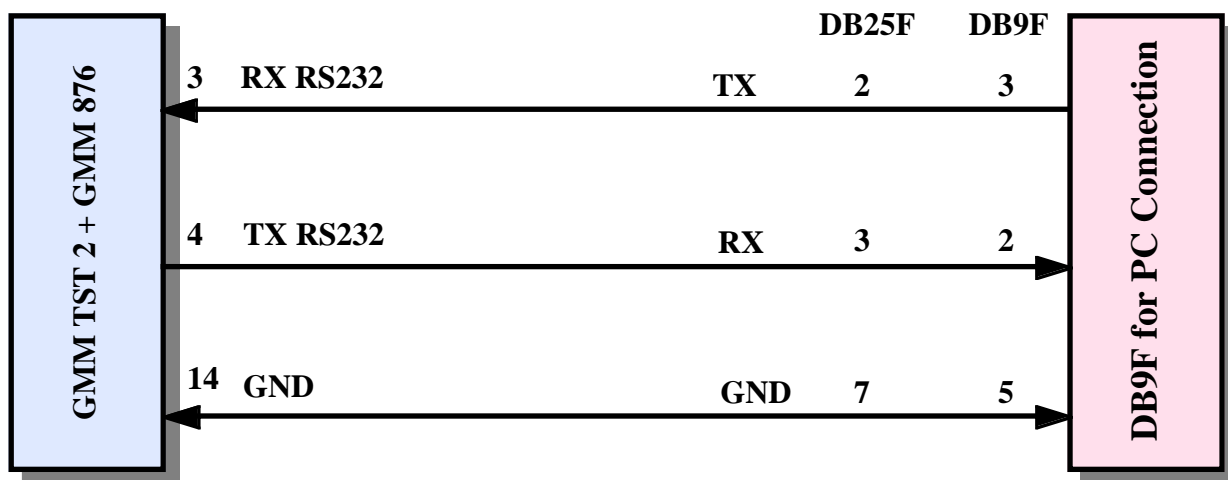 DB25F DB9F
3 RX RS232 TX 2 3
4 TX RS232 RX 3 2
14 GND GND 7 5
GMM TST 2 + GMM 876
DB9F for PC Connection